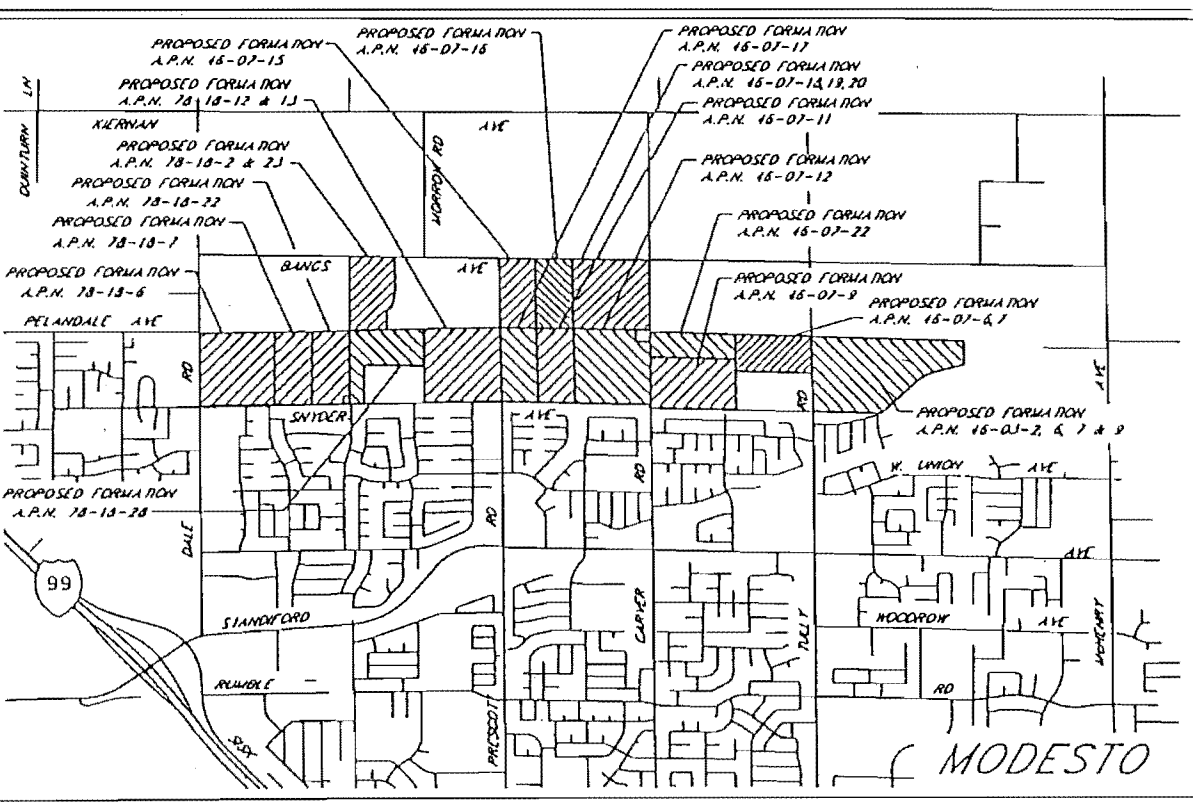 PROPOSED FORMATION
A.P.N. 46-07-15
PROPOSED FORMATION
A.P.N. 46-07-16
PROPOSED FORMATION
A.P.N. 46-07-17
PROPOSED FORMATION
A.P.N. 78-18-12 & 13
PROPOSED FORMATION
A.P.N. 46-07-18,19,20
PROPOSED FORMATION
A.P.N. 46-07-11
LN
KIERNAN
AVE
PROPOSED FORMATION
A.P.N. 78-18-2 & 23
PROPOSED FORMATION
A.P.N. 46-07-12
MORROW RD
PROPOSED FORMATION
A.P.N. 78-18-22
PROPOSED FORMATION
A.P.N. 78-18-7
PROPOSED FORMATION
A.P.N. 46-07-22
BANGS
AVE
PROPOSED FORMATION
A.P.N. 78-18-6
PROPOSED FORMATION
A.P.N. 46-07-9
PROPOSED FORMATION
A.P.N. 46-07-6,7
PELANDALE AVE
RD
AVE
RD
SNYDER
AVE
PROPOSED FORMATION
A.P.N. 46-03-2, 6, 7 & 9
RD
W. UNION AVE
PROPOSED FORMATION
A.P.N. 78-18-28
RD
DALE
AVE
99
STANDIFORD
CARVER
TULLY
WOODROW AVE
MCHENRY
RUMBLE
RD
PRESCOTT
MODESTO